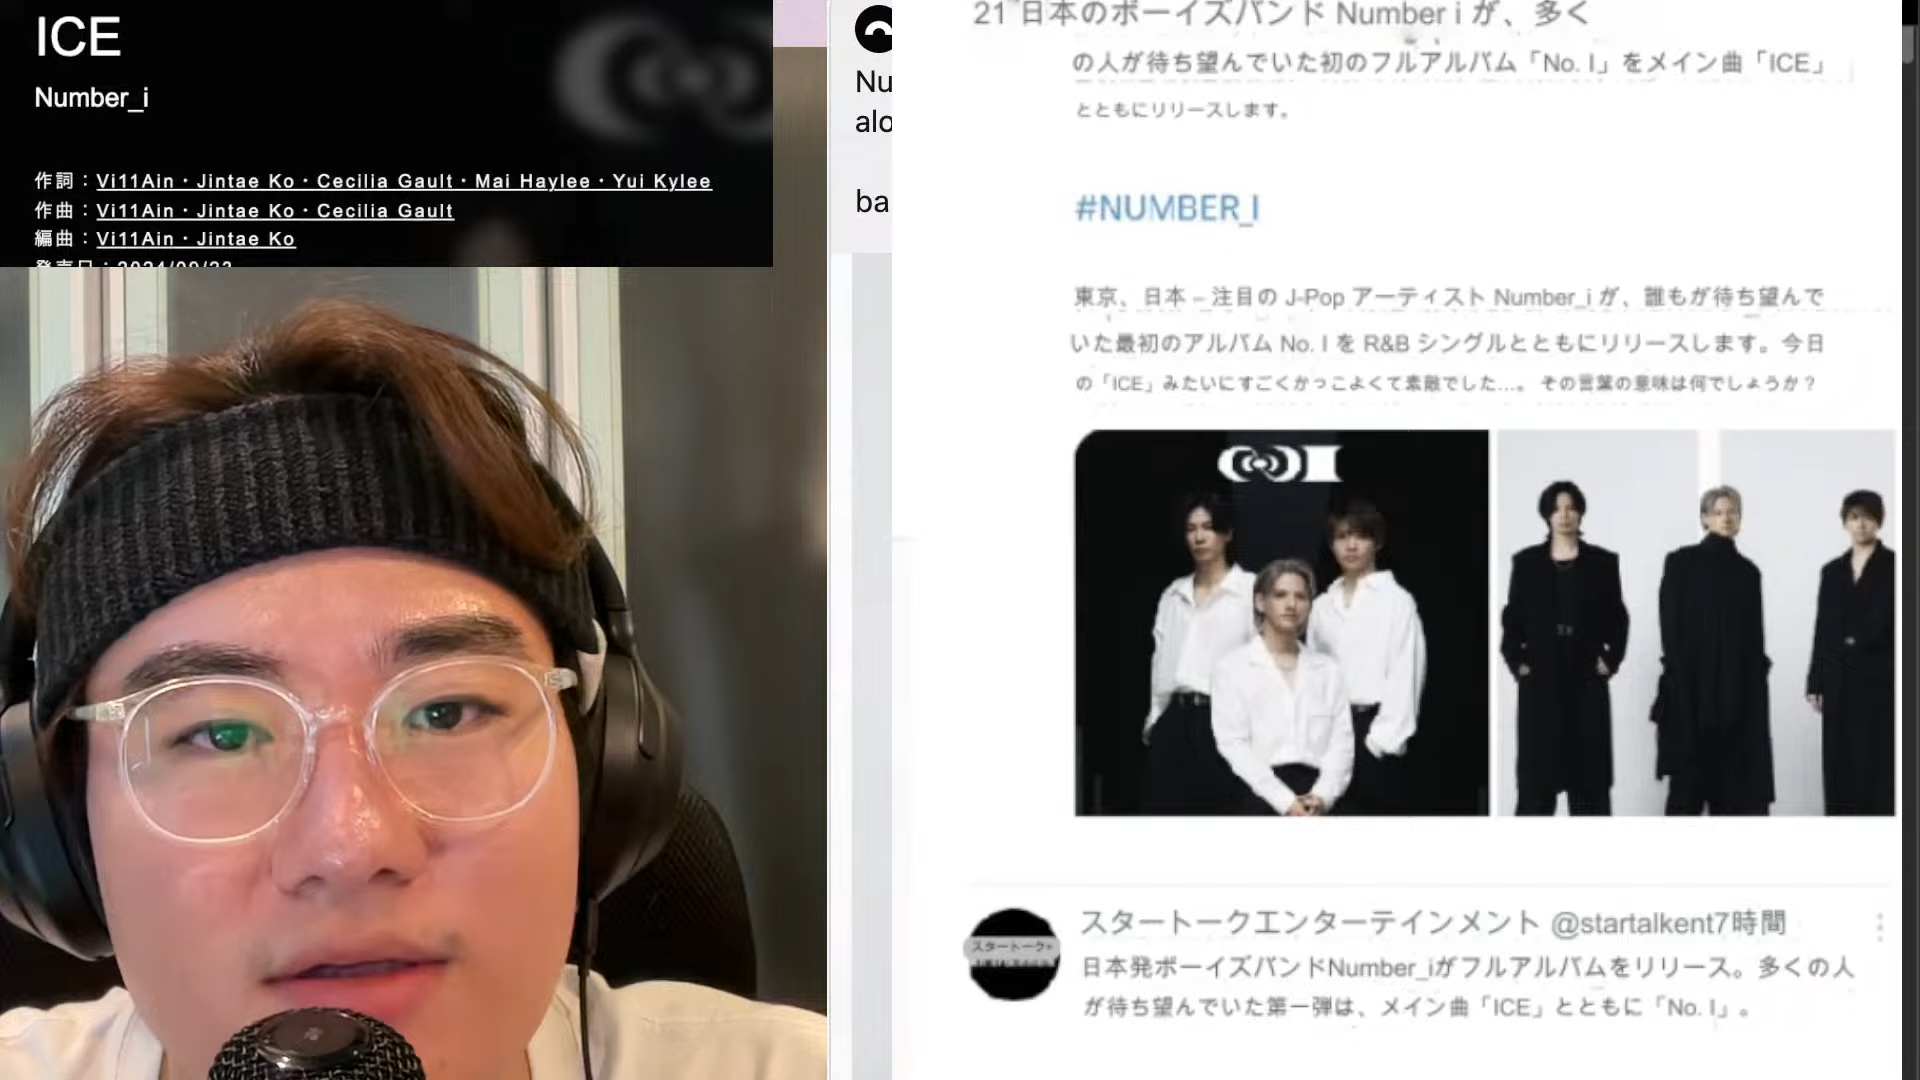 ICE
Number_i
作詞：Vi11Ain・Jintae Ko・Cecilia Gault・Mai Haylee・Yui Kylee
作曲：Vi11Ain・Jintae Ko・Cecilia Gault
編曲：Vi11Ain・Jintae Ko
発売日：2024/09/23
Nu
alo
ba
21 日本のボーイズバンド Number i が、多く
の人が待ち望んでいた初のフルアルバム「No. I」をメイン曲「ICE」
とともにリリースします。
#NUMBER_I
東京、日本 – 注目の J-Pop アーティスト Number_i が、誰もが待ち望んで
いた最初のアルバム No. I を R&B シングルとともにリリースします。今日
の「ICE」みたいにすごくかっこよくて素敵でした…。 その言葉の意味は何でしょうか？
スタートークエンターテインメント @startalkent7時間
スタートーク
日本発ボーイズバンドNumber_iがフルアルバムをリリース。多くの人
が待ち望んでいた第一弾は、メイン曲「ICE」とともに「No. I」。